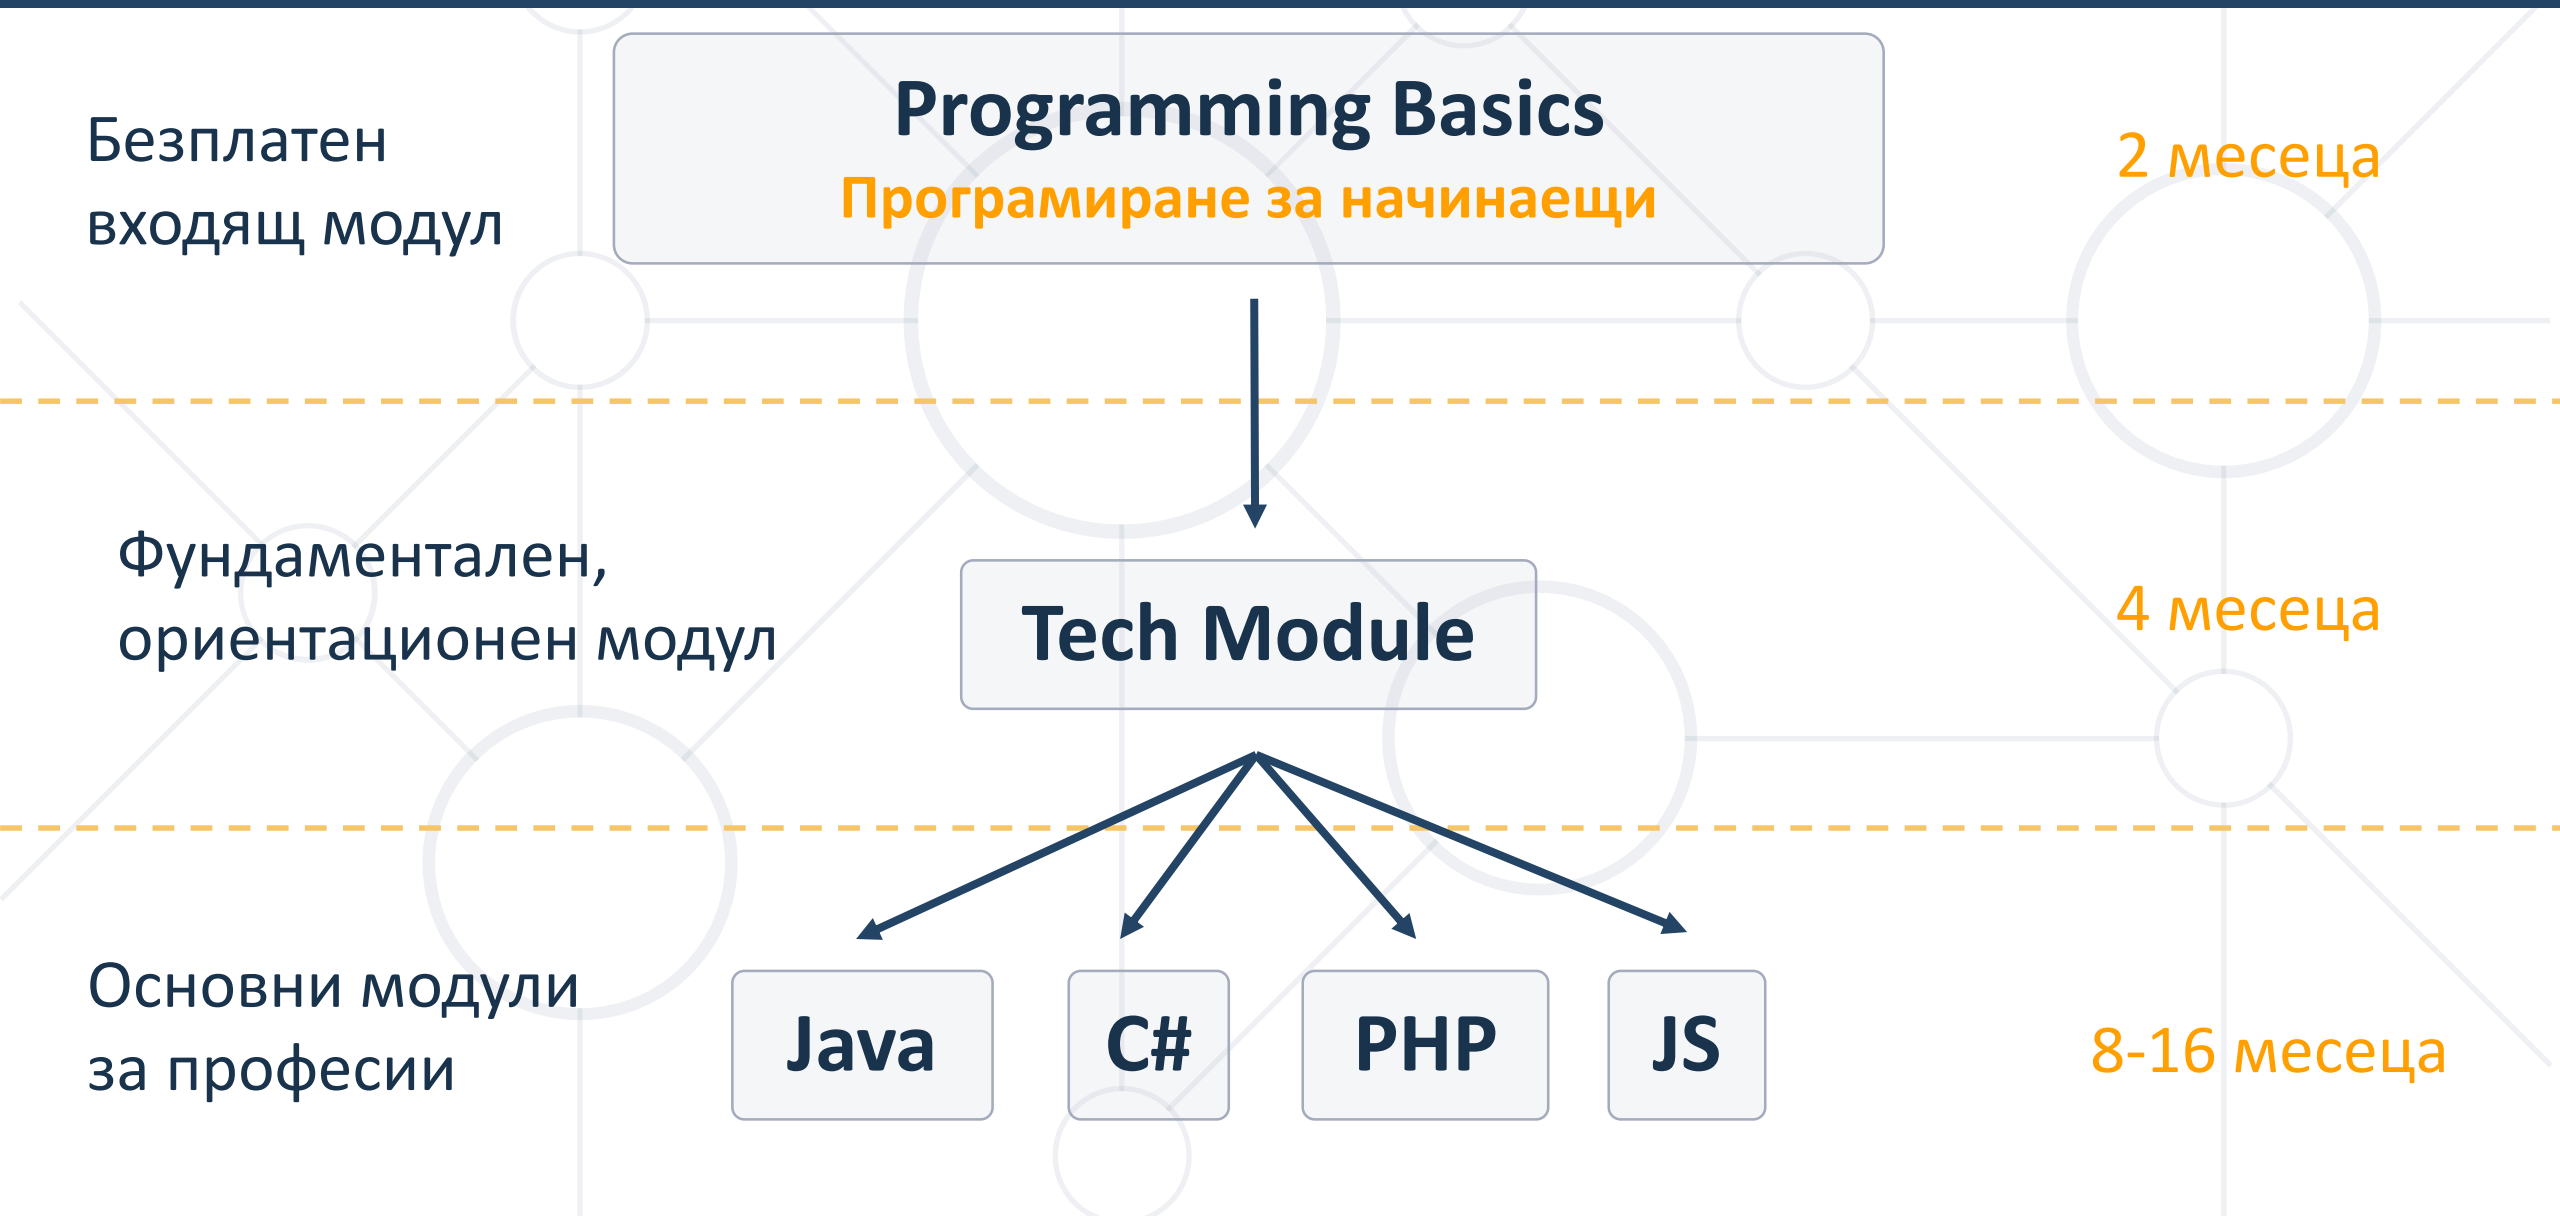 Безплатен
входящ модул
Programming Basics
Програмиране за начинаещи
2 месеца
Фундаментален,
ориентационен модул
Tech Module
4 месеца
Основни модули
за професии
Java
C#
PHP
JS
8-16 месеца